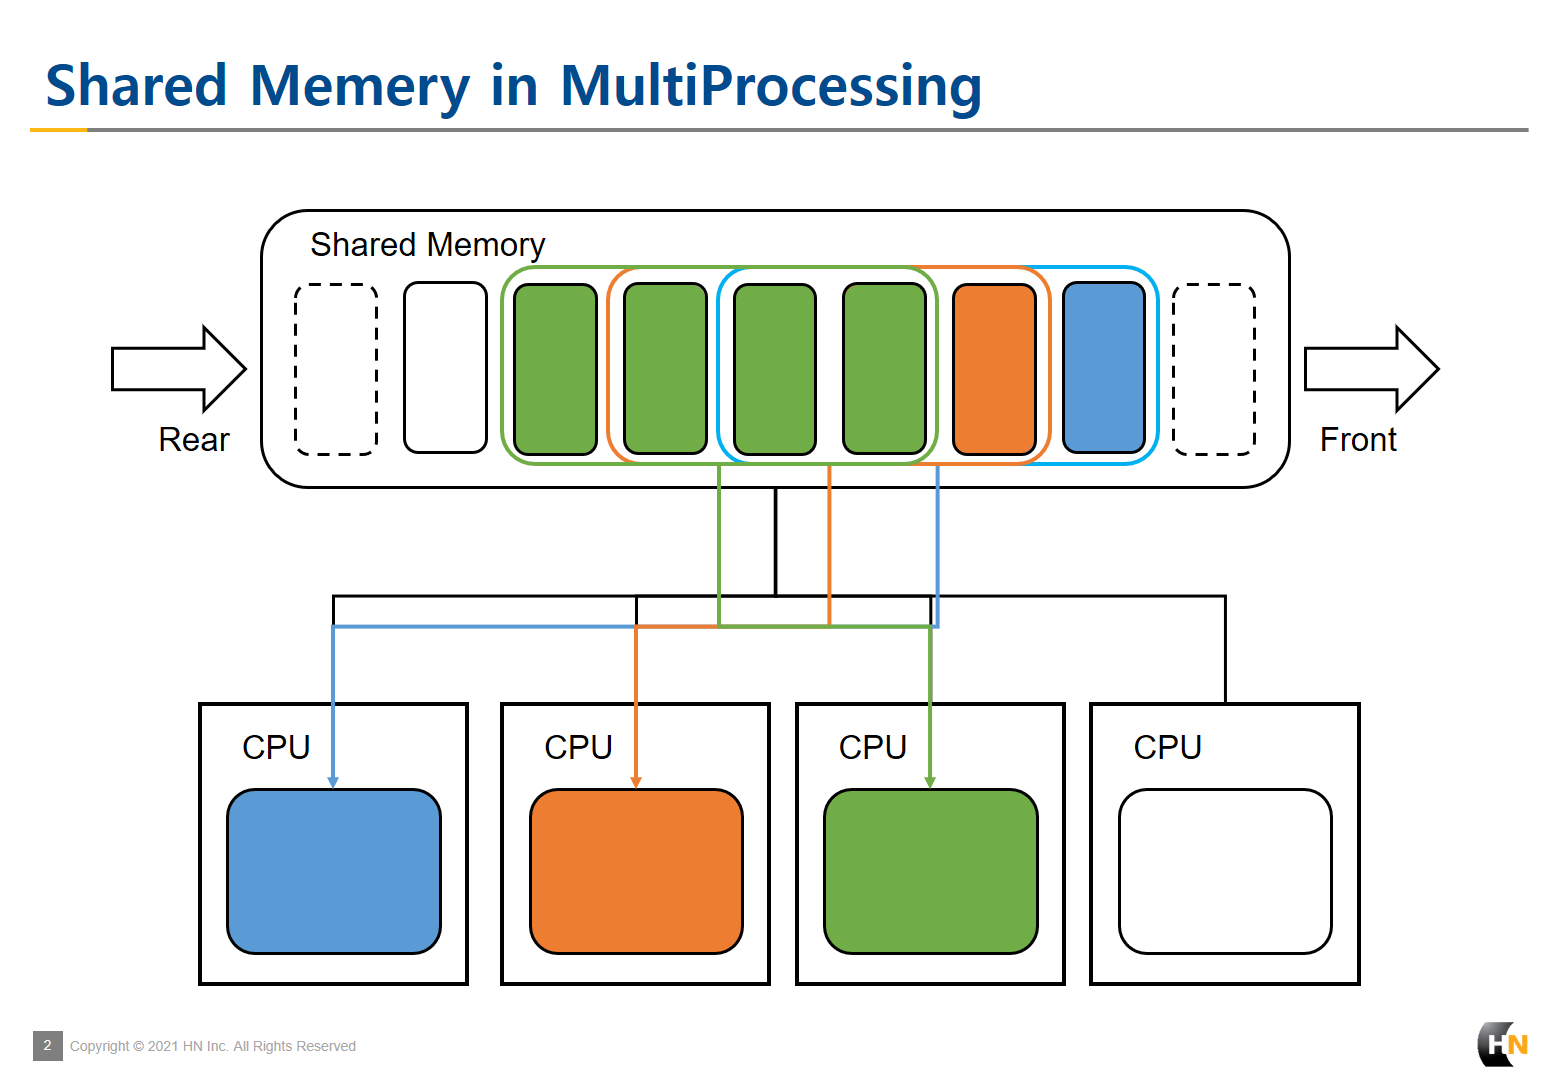 Shared Memery in MultiProcessing
Shared Memory
Rear
Front
CPU
CPU
CPU
CPU
2
Copyright © 2021 HN Inc. All Rights Reserved
HN